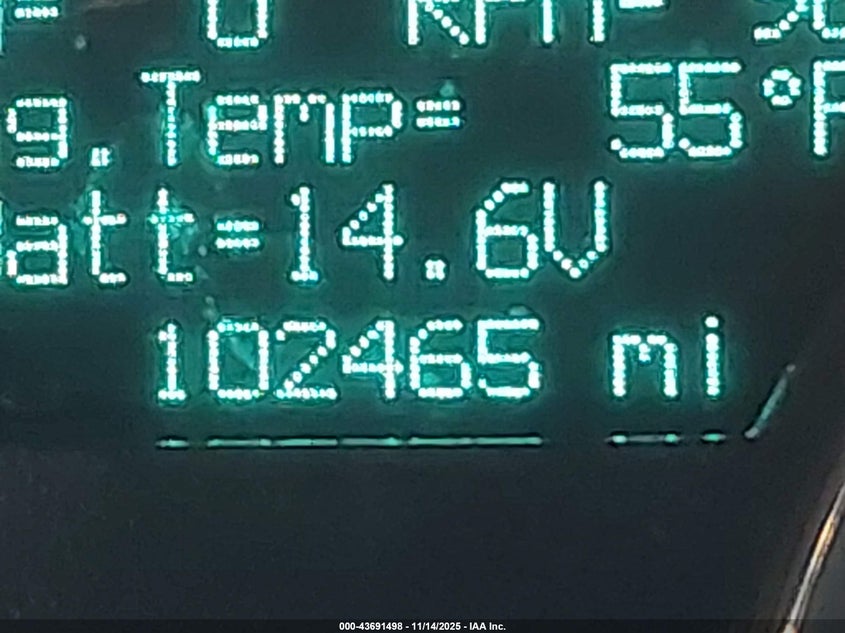 0 RPM=
g.Temp= 55°F
att=14.6V
102465 mi
000-43691498 - 11/14/2025 - IAA Inc.